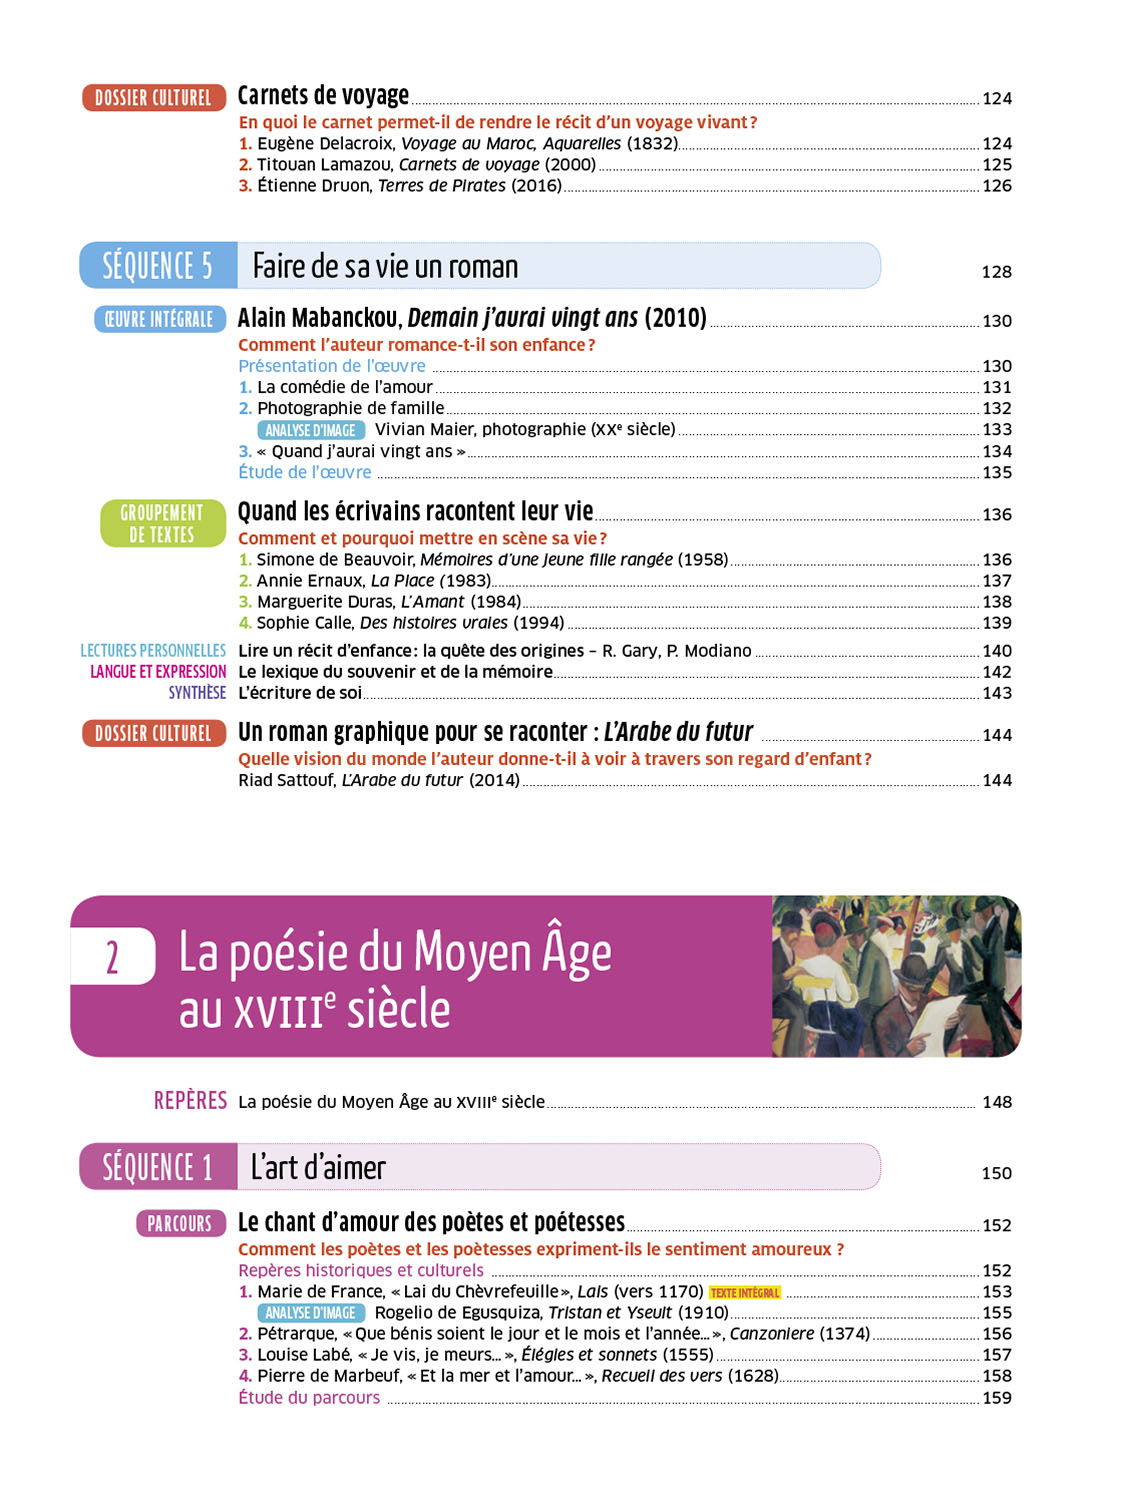 DOSSIER CULTUREL Carnets de voyage 124
En quoi le carnet permet-il de rendre le récit d'un voyage vivant ?
1. Eugène Delacroix, Voyage au Maroc, Aquarelles (1832) 124
2. Titouan Lamazou, Carnets de voyage (2000) 125
3. Étienne Druon, Terres de Pirates (2016) 126
SÉQUENCE 5 Faire de sa vie un roman 128
ŒUVRE INTÉGRALE Alain Mabanckou, Demain j'aurai vingt ans (2010) 130
Comment l'auteur romance-t-il son enfance ?
Présentation de l'œuvre 130
1. La comédie de l'amour 131
2. Photographie de famille 132
ANALYSE D'IMAGE Vivian Maier, photographie (XXe siècle) 133
3. « Quand j'aurai vingt ans » 134
Étude de l'œuvre 135
GROUPEMENT DE TEXTES Quand les écrivains racontent leur vie 136
Comment et pourquoi mettre en scène sa vie ?
1. Simone de Beauvoir, Mémoires d'une jeune fille rangée (1958) 136
2. Annie Ernaux, La Place (1983) 137
3. Marguerite Duras, L'Amant (1984) 138
4. Sophie Calle, Des histoires vraies (1994) 139
LECTURES PERSONNELLES Lire un récit d'enfance : la quête des origines – R. Gary, P. Modiano 140
LANGUE ET EXPRESSION Le lexique du souvenir et de la mémoire 142
SYNTHÈSE L'écriture de soi 143
DOSSIER CULTUREL Un roman graphique pour se raconter : L'Arabe du futur 144
Quelle vision du monde l'auteur donne-t-il à voir à travers son regard d'enfant ?
Riad Sattouf, L'Arabe du futur (2014) 144
2 La poésie du Moyen Âge
au XVIIIe siècle
REPÈRES La poésie du Moyen Âge au XVIIIe siècle 148
SÉQUENCE 1 L'art d'aimer 150
PARCOURS Le chant d'amour des poètes et poétesses 152
Comment les poètes et les poètesses expriment-ils le sentiment amoureux ?
Repères historiques et culturels 152
1. Marie de France, « Lai du Chèvrefeuille », Lais (vers 1170) TEXTE INTÉGRAL 153
ANALYSE D'IMAGE Rogelio de Egusquiza, Tristan et Yseult (1910) 155
2. Pétrarque, « Que bénis soient le jour et le mois et l'année... », Canzoniere (1374) 156
3. Louise Labé, « Je vis, je meurs... », Élégies et sonnets (1555) 157
4. Pierre de Marbeuf, « Et la mer et l'amour... », Recueil des vers (1628) 158
Étude du parcours 159